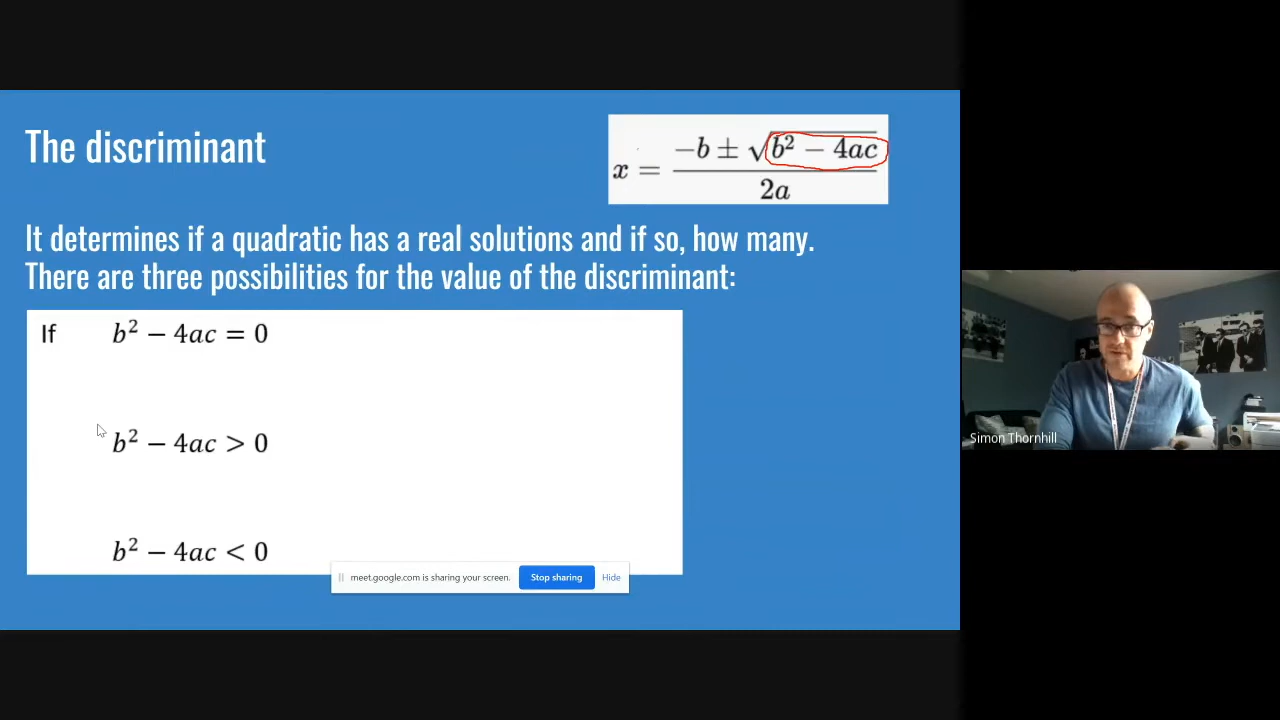 The discriminant
x = −b ± √b² − 4ac / 2a
It determines if a quadratic has a real solutions and if so, how many.
There are three possibilities for the value of the discriminant:
If b² − 4ac = 0
b² − 4ac > 0
b² − 4ac < 0
meet.google.com is sharing your screen. Stop sharing Hide
Simon Thornhill